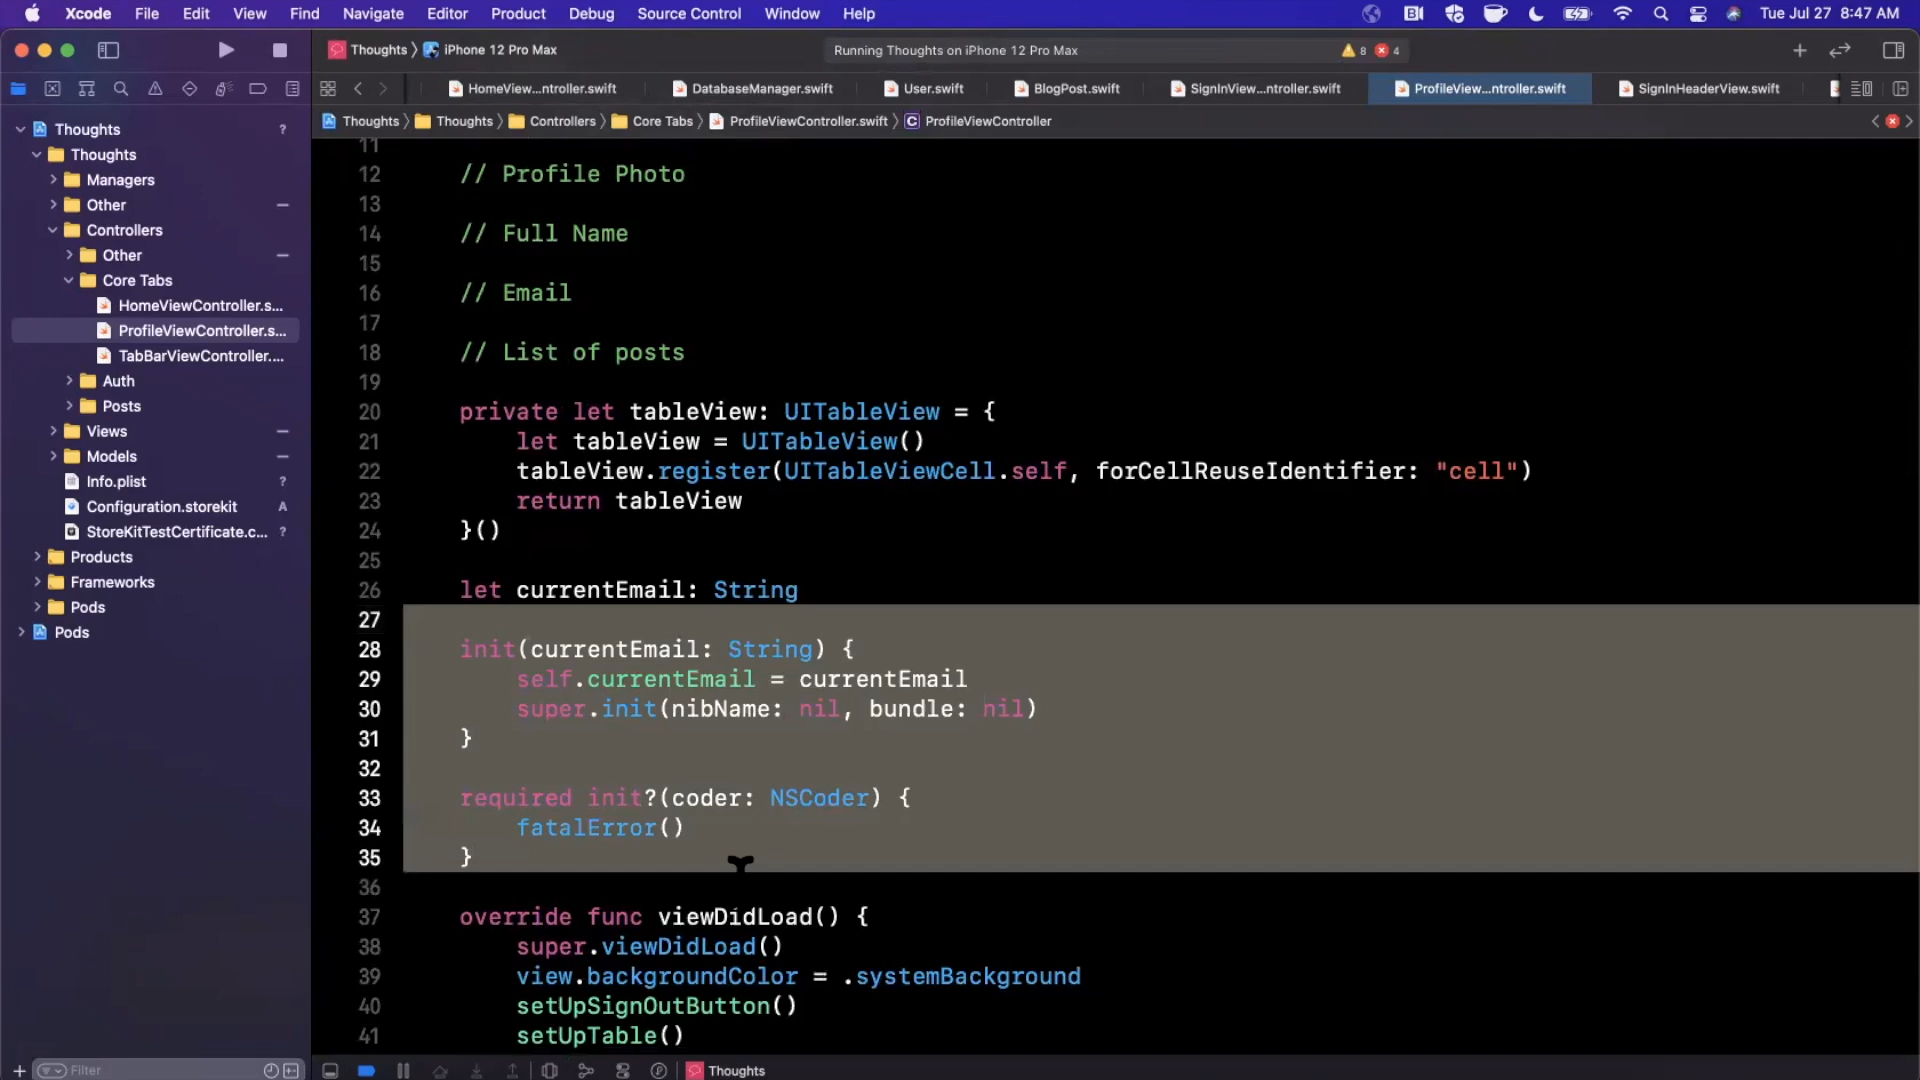 Xcode File Edit View Find Navigate Editor Product Debug Source Control Window Help Tue Jul 27 8:47 AM
Thoughts iPhone 12 Pro Max Running Thoughts on iPhone 12 Pro Max 8 4
HomeView...ntroller.swift DatabaseManager.swift User.swift BlogPost.swift SignInView...ntroller.swift ProfileView...ntroller.swift SignInHeaderView.swift
Thoughts Thoughts Controllers Core Tabs ProfileViewController.swift C ProfileViewController
Thoughts ?
Thoughts
Managers
Other
Controllers
Other
Core Tabs
HomeViewController.s...
ProfileViewController.s...
TabBarViewController....
Auth
Posts
Views
Models
Info.plist ?
Configuration.storekit A
StoreKitTestCertificate.c... ?
Products
Frameworks
Pods
Pods
Filter
11
12 // Profile Photo
13
14 // Full Name
15
16 // Email
17
18 // List of posts
19
20 private let tableView: UITableView = {
21 let tableView = UITableView()
22 tableView.register(UITableViewCell.self, forCellReuseIdentifier: "cell")
23 return tableView
24 }()
25
26 let currentEmail: String
27
28 init(currentEmail: String) {
29 self.currentEmail = currentEmail
30 super.init(nibName: nil, bundle: nil)
31 }
32
33 required init?(coder: NSCoder) {
34 fatalError()
35 }
36
37 override func viewDidLoad() {
38 super.viewDidLoad()
39 view.backgroundColor = .systemBackground
40 setUpSignOutButton()
41 setUpTable()
Thoughts